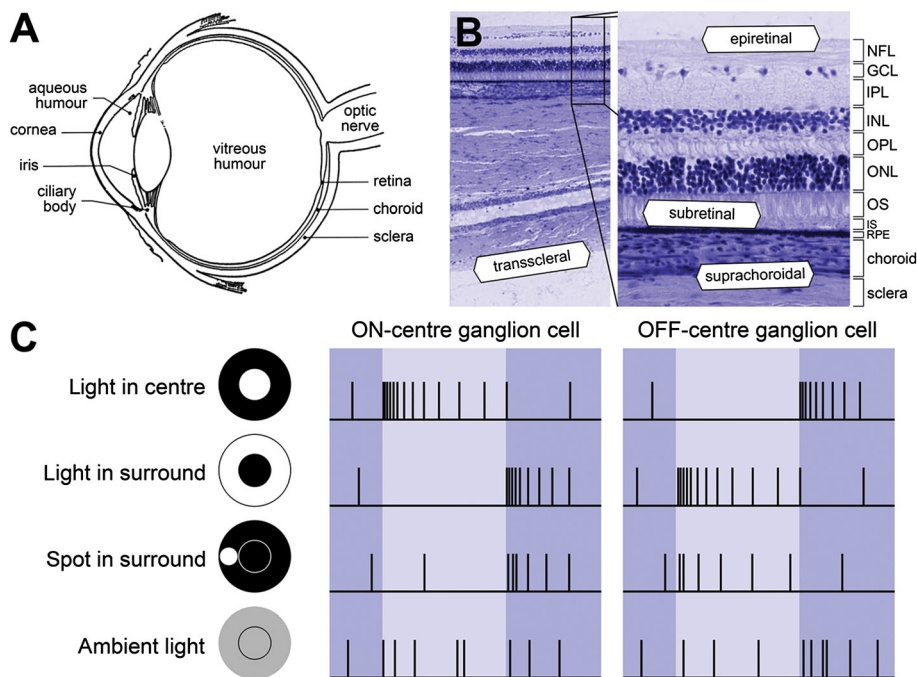 A
aqueous
humour
cornea
iris
ciliary
body
vitreous
humour
optic
nerve
retina
choroid
sclera
B
epiretinal
subretinal
suprachoroidal
transscleral
NFL
GCL
IPL
INL
OPL
ONL
OS
IS
RPE
choroid
sclera
C
ON-centre ganglion cell
OFF-centre ganglion cell
Light in centre
Light in surround
Spot in surround
Ambient light